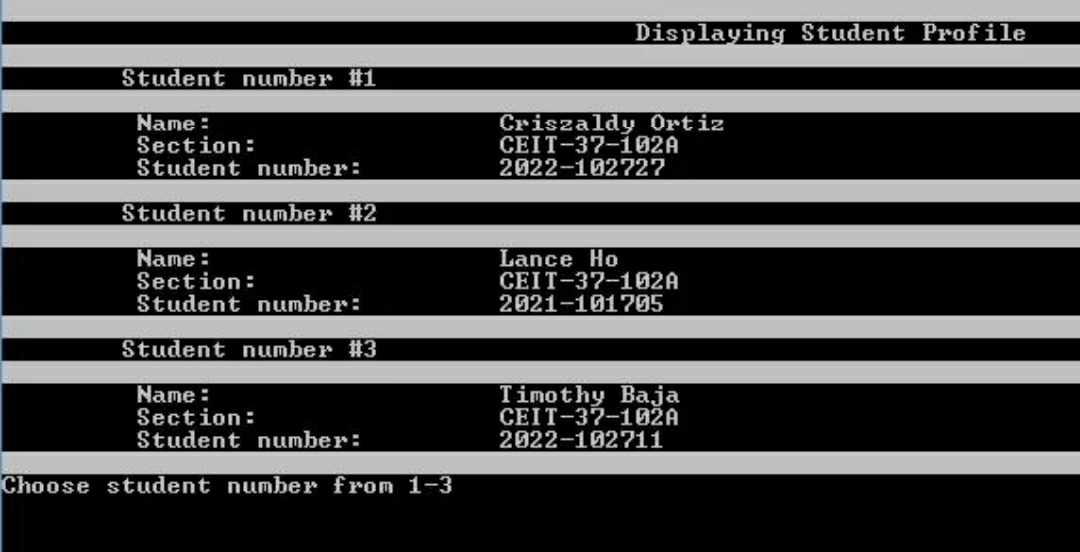 Displaying Student Profile
Student number #1
Name: Criszaldy Ortiz
Section: CEIT-37-102A
Student number: 2022-102727
Student number #2
Name: Lance Ho
Section: CEIT-37-102A
Student number: 2021-101705
Student number #3
Name: Timothy Baja
Section: CEIT-37-102A
Student number: 2022-102711
Choose student number from 1-3